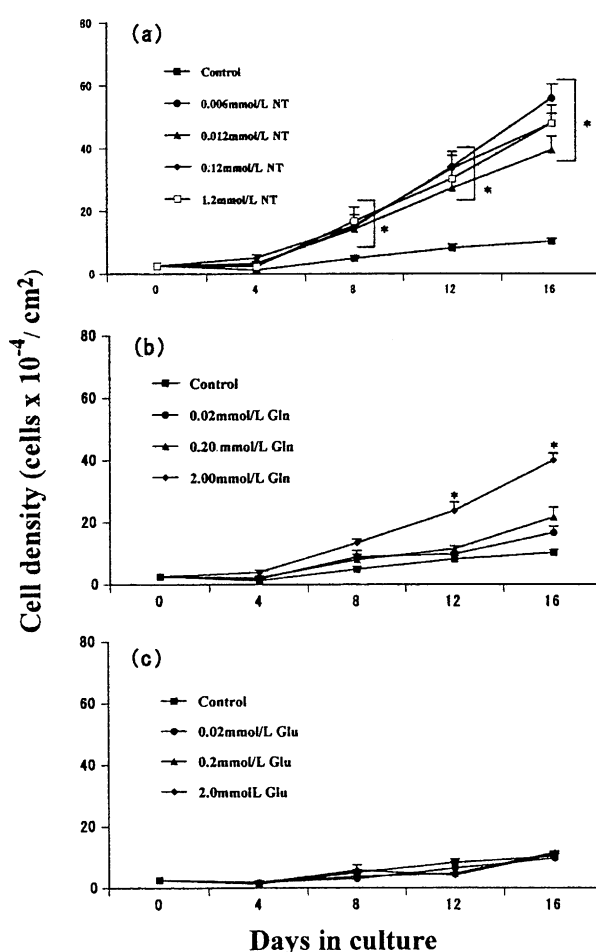 Cell density (cells x 10⁻⁴/ cm²)
(a)
80
60
40
20
0
Control
0.006mmol/L NT
0.012mmol/L NT
0.12mmol/L NT
1.2mmol/L NT
*
*
*
0 4 8 12 16
(b)
80
60
40
20
0
Control
0.02mmol/L Gln
0.20.mmol/L Gln
2.00mmol/L Gln
*
*
0 4 8 12 16
(c)
80
60
40
20
0
Control
0.02mmol/L Glu
0.2mmol/L Glu
2.0mmolL Glu
0 4 8 12 16
Days in culture